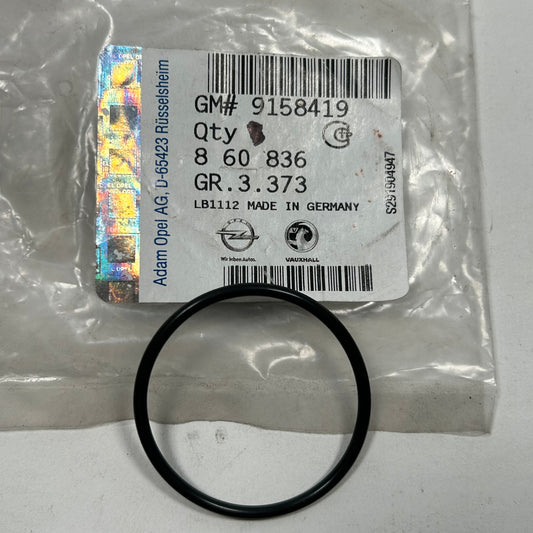 GM# 9158419
Qty
8 60 836
GR.3.373
LB1112 MADE IN GERMANY
Wir leben Autos.
VAUXHALL
Adam Opel AG, D-65423 Rüsselsheim
S291904947